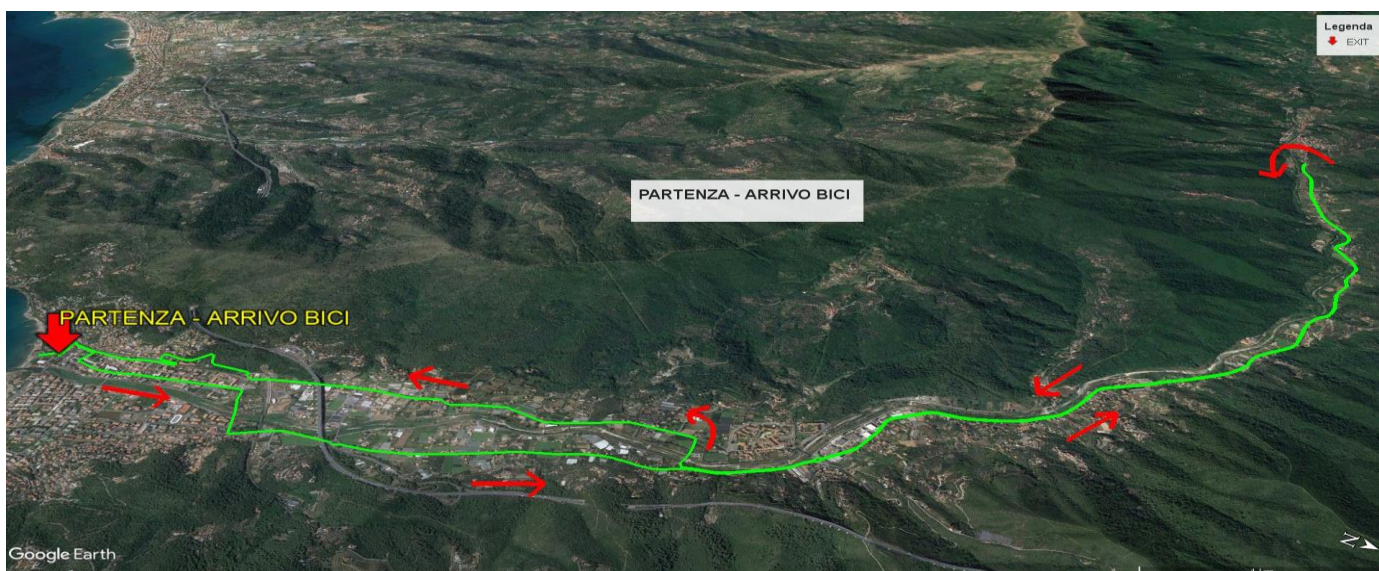 Legenda
EXIT
PARTENZA - ARRIVO BICI
PARTENZA - ARRIVO BICI
Google Earth
N